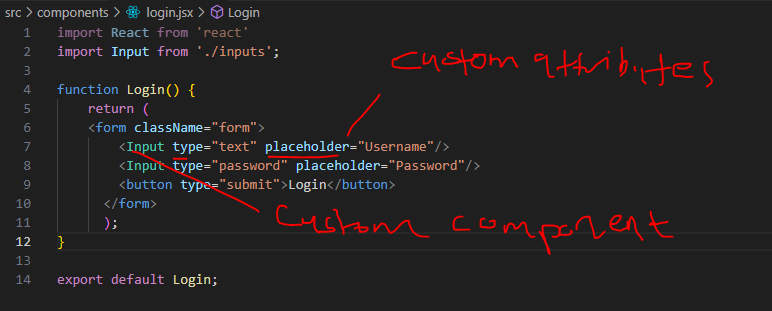 src > components > login.jsx > Login
1 import React from 'react'
2 import Input from './inputs';
3
4 function Login() {
5 return (
6 <form className="form">
7 <Input type="text" placeholder="Username"/>
8 <Input type="password" placeholder="Password"/>
9 <button type="submit">Login</button>
10 </form>
11 );
12 }
13
14 export default Login;
custom attributes
custom component